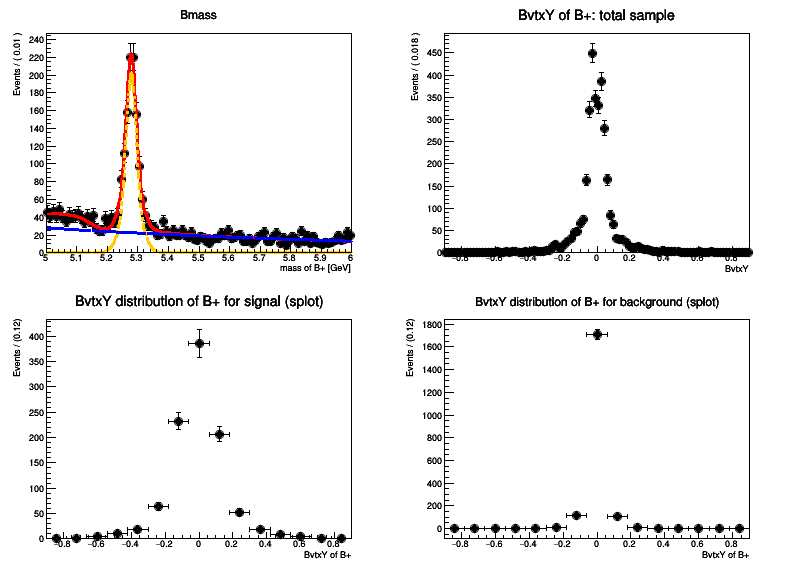 Bmass
Events / ( 0.01 )
240
220
200
180
160
140
120
100
80
60
40
20
0
5 5.1 5.2 5.3 5.4 5.5 5.6 5.7 5.8 5.9 6
mass of B+ [GeV]
BvtxY of B+: total sample
Events / ( 0.018 )
450
400
350
300
250
200
150
100
50
0
−0.8 −0.6 −0.4 −0.2 0 0.2 0.4 0.6 0.8
BvtxY
BvtxY distribution of B+ for signal (splot)
Events / (0.12)
400
350
300
250
200
150
100
50
0
−0.8 −0.6 −0.4 −0.2 0 0.2 0.4 0.6 0.8
BvtxY of B+
BvtxY distribution of B+ for background (splot)
Events / (0.12)
1800
1600
1400
1200
1000
800
600
400
200
0
−0.8 −0.6 −0.4 −0.2 0 0.2 0.4 0.6 0.8
BvtxY of B+